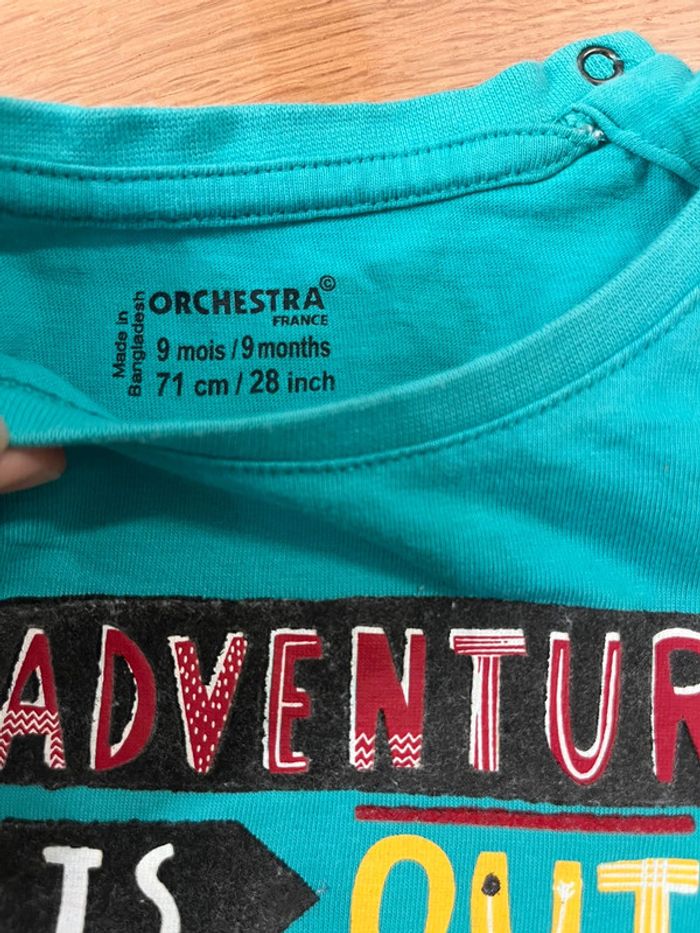 Made in
Bangladesh
ORCHESTRA©
FRANCE
9 mois / 9 months
71 cm / 28 inch
ADVENTUR
IS OUT